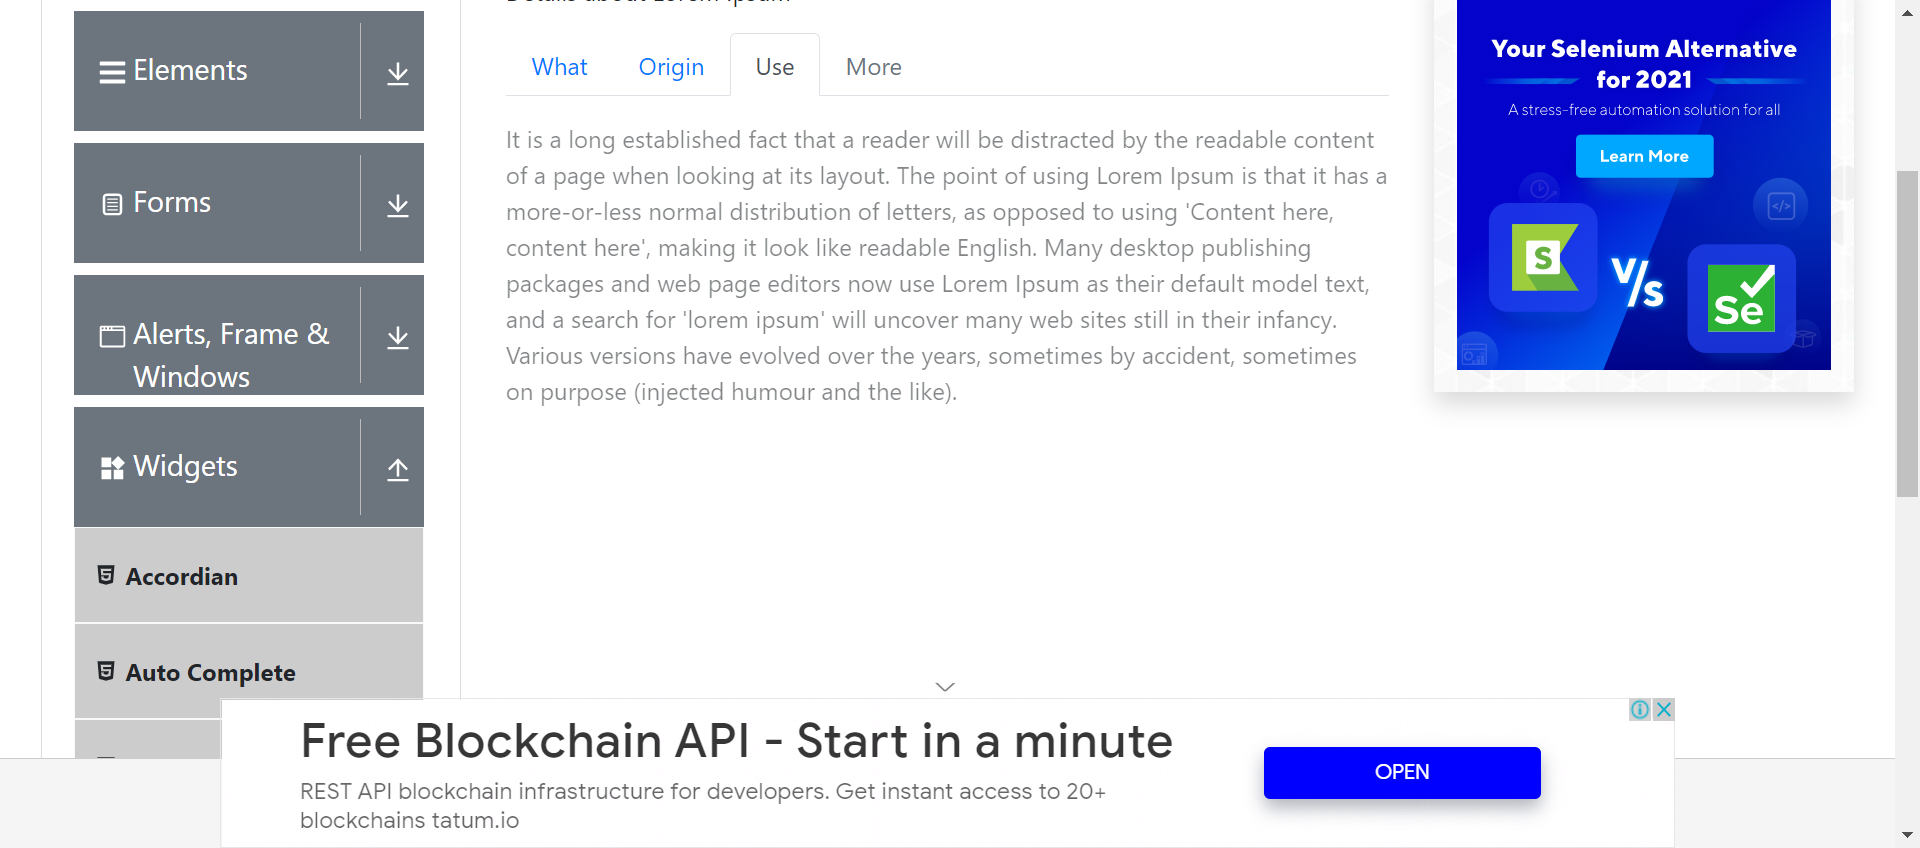 Details about Lorem Ipsum
What
Origin
Use
More
It is a long established fact that a reader will be distracted by the readable content
of a page when looking at its layout. The point of using Lorem Ipsum is that it has a
more-or-less normal distribution of letters, as opposed to using 'Content here,
content here', making it look like readable English. Many desktop publishing
packages and web page editors now use Lorem Ipsum as their default model text,
and a search for 'lorem ipsum' will uncover many web sites still in their infancy.
Various versions have evolved over the years, sometimes by accident, sometimes
on purpose (injected humour and the like).
Elements
Forms
Alerts, Frame &
Windows
Widgets
Accordian
Auto Complete
Your Selenium Alternative
for 2021
A stress-free automation solution for all
Learn More
S
V/s
Se
Free Blockchain API - Start in a minute
REST API blockchain infrastructure for developers. Get instant access to 20+
blockchains tatum.io
OPEN